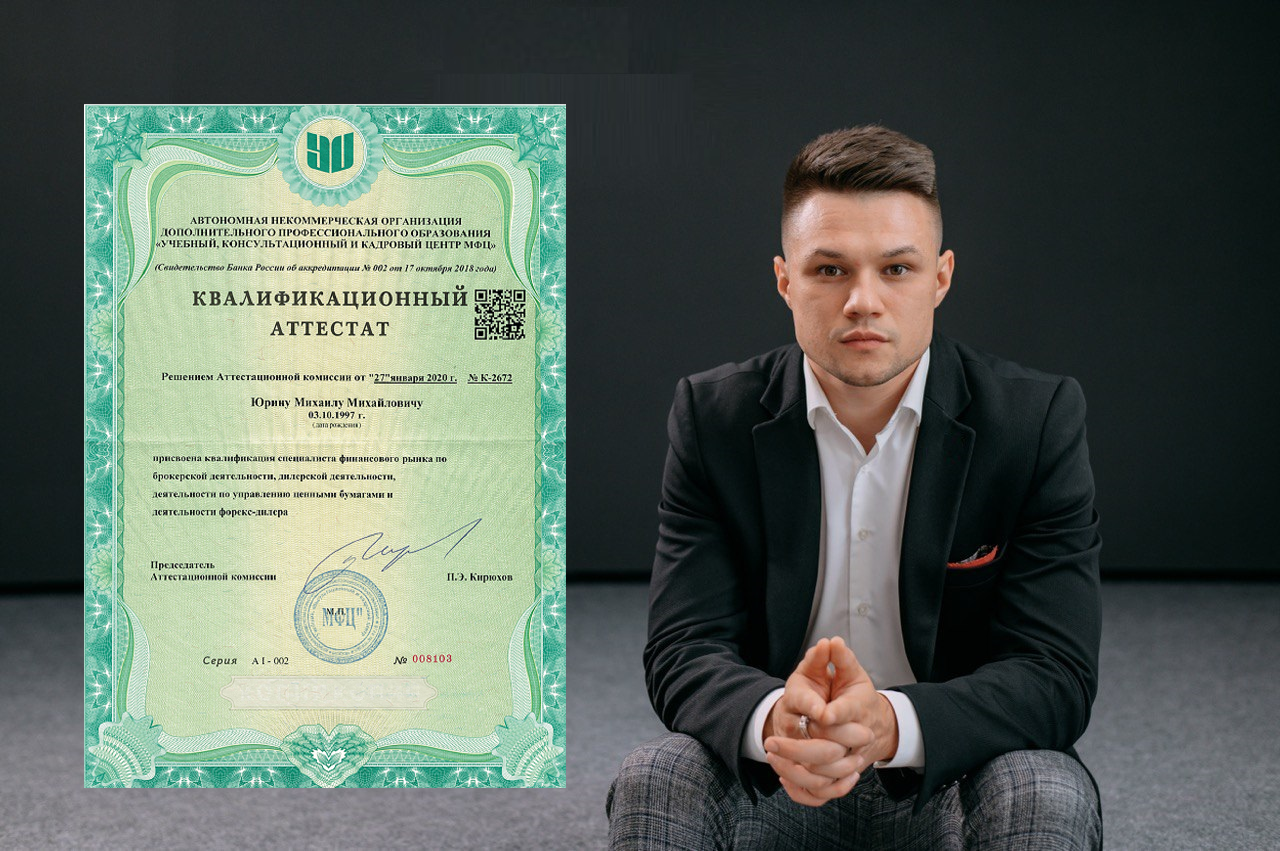 УЦ
АВТОНОМНАЯ НЕКОММЕРЧЕСКАЯ ОРГАНИЗАЦИЯ
ДОПОЛНИТЕЛЬНОГО ПРОФЕССИОНАЛЬНОГО ОБРАЗОВАНИЯ
«УЧЕБНЫЙ, КОНСУЛЬТАЦИОННЫЙ И КАДРОВЫЙ ЦЕНТР МФЦ»
(Свидетельство Банка России об аккредитации № 002 от 17 октября 2018 года)
КВАЛИФИКАЦИОННЫЙ
АТТЕСТАТ
Решением Аттестационной комиссии от "27"января 2020 г. № К-2672
Юрину Михаилу Михайловичу
03.10.1997 г.
(дата рождения)
присвоена квалификация специалиста финансового рынка по
брокерской деятельности, дилерской деятельности,
деятельности по управлению ценными бумагами и
деятельности форекс-дилера
Председатель
Аттестационной комиссии П.Э. Кирюхов
М.П.
МФЦ"
Серия А I - 002 № 008103